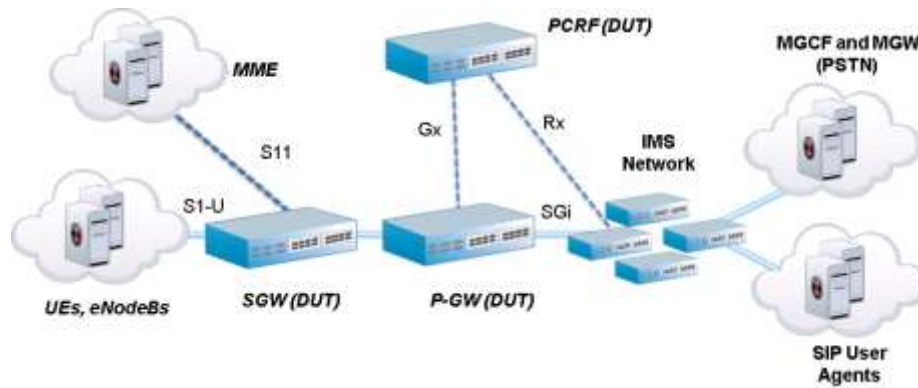 PCRF (DUT)
MME
MGCF and MGW
(PSTN)
Gx
Rx
IMS
Network
S11
S1-U
SGi
UEs, eNodeBs
SGW (DUT)
P-GW (DUT)
SIP User
Agents